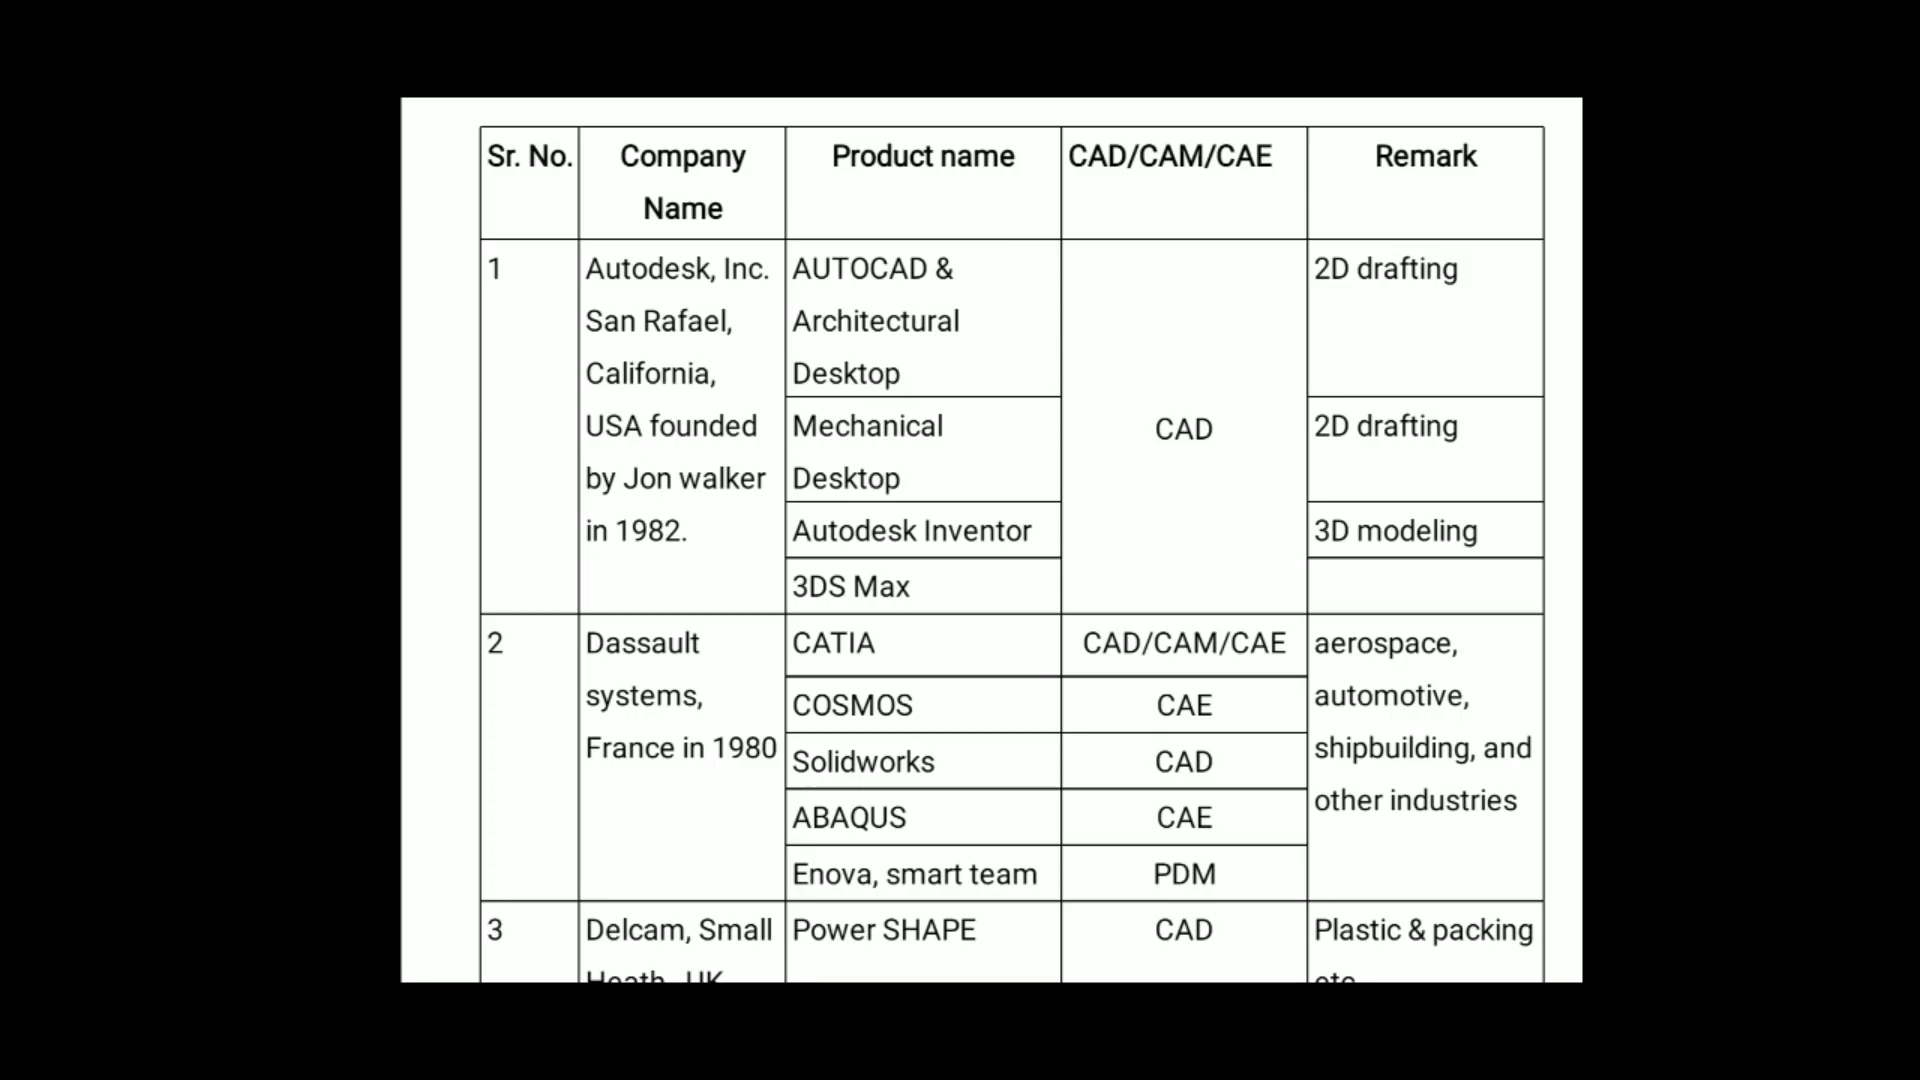 Sr. No. Company Name Product name CAD/CAM/CAE Remark
1 Autodesk, Inc. AUTOCAD & 2D drafting
San Rafael, Architectural
California, Desktop
USA founded Mechanical CAD 2D drafting
by Jon walker Desktop
in 1982. Autodesk Inventor 3D modeling
3DS Max
2 Dassault CATIA CAD/CAM/CAE aerospace,
systems, COSMOS CAE automotive,
France in 1980 Solidworks CAD shipbuilding, and
ABAQUS CAE other industries
Enova, smart team PDM
3 Delcam, Small Power SHAPE CAD Plastic & packing
Heath, UK etc